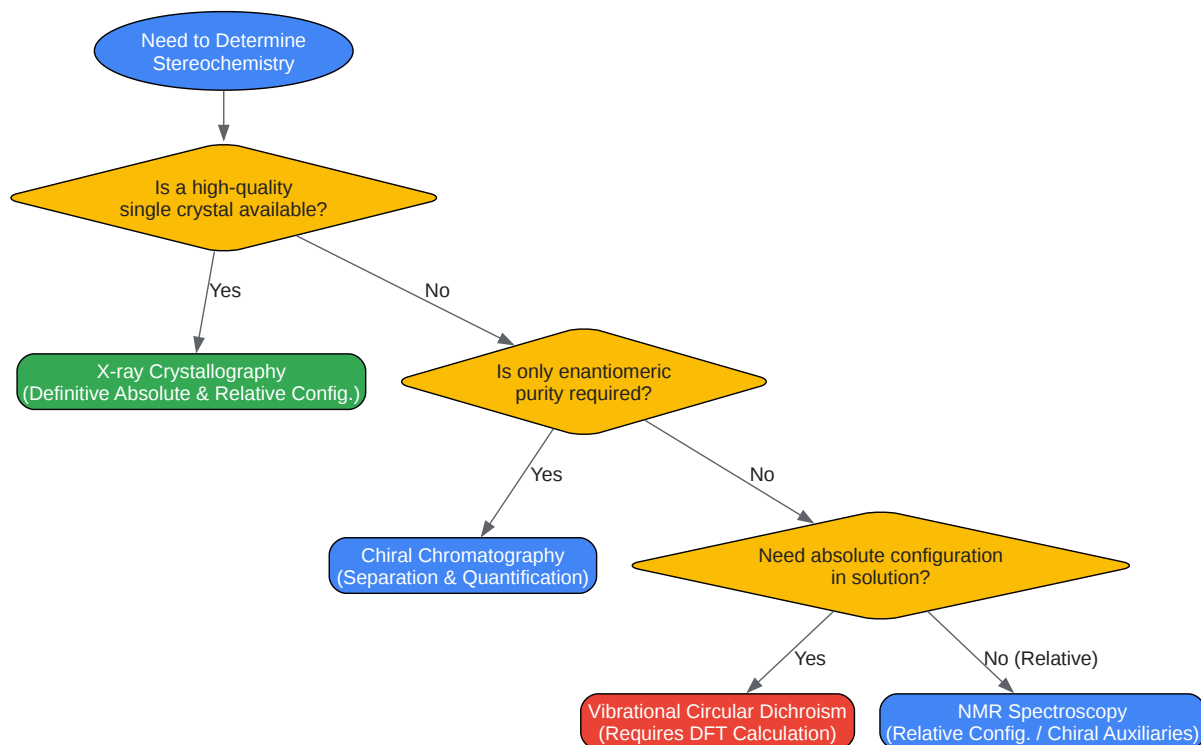 Need to Determine
Stereochemistry
Is a high-quality
single crystal available?
Yes
No
X-ray Crystallography
(Definitive Absolute & Relative Config.)
Is only enantiomeric
purity required?
Yes
No
Chiral Chromatography
(Separation & Quantification)
Need absolute configuration
in solution?
Yes
No (Relative)
Vibrational Circular Dichroism
(Requires DFT Calculation)
NMR Spectroscopy
(Relative Config. / Chiral Auxiliaries)